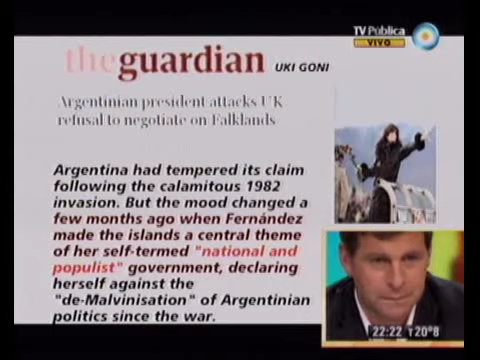 TV Pública
VIVO
theguardian
UKI GONI
Argentinian president attacks UK
refusal to negotiate on Falklands
Argentina had tempered its claim
following the calamitous 1982
invasion. But the mood changed a
few months ago when Fernández
made the islands a central theme
of her self-termed "national and
populist" government, declaring
herself against the
"de-Malvinisation" of Argentinian
politics since the war.
22:22 T20°8